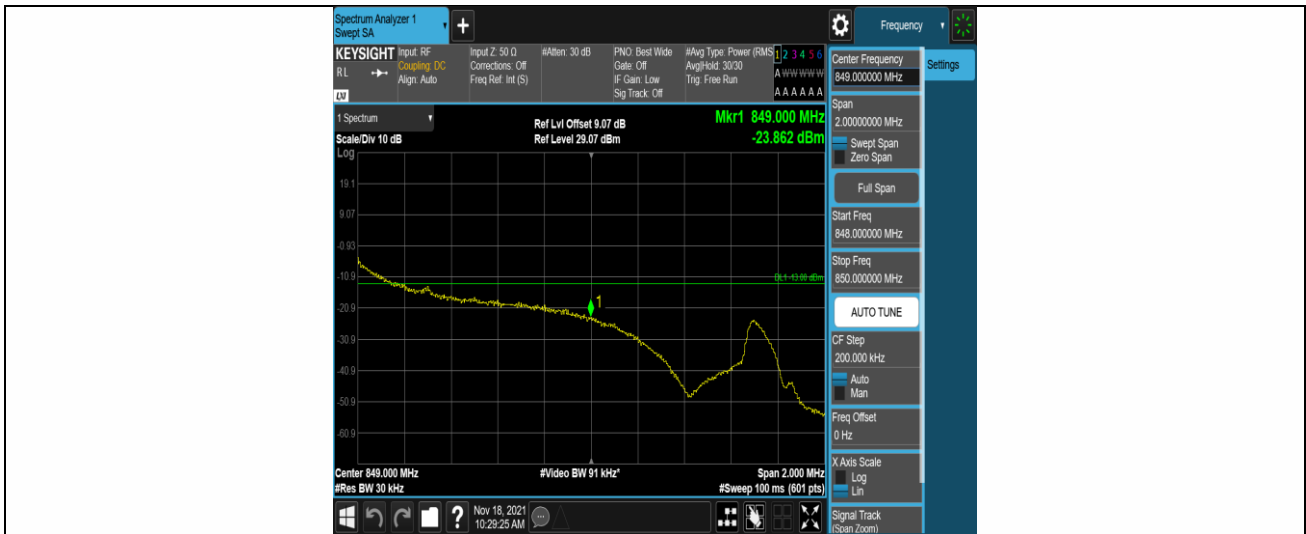 Spectrum Analyzer 1
Swept SA
+
Frequency
KEYSIGHT
R L
LXI
Input: RF
Coupling: DC
Align: Auto
Input Z: 50 Ω
Corrections: Off
Freq Ref: Int (S)
#Atten: 30 dB
PNO: Best Wide
Gate: Off
IF Gain: Low
Sig Track: Off
#Avg Type: Power (RMS
Avg|Hold: 30/30
Trig: Free Run
1 2 3 4 5 6
A W W W W W
A A A A A A
1 Spectrum
Scale/Div 10 dB
Log
Ref Lvl Offset 9.07 dB
Ref Level 29.07 dBm
Mkr1 849.000 MHz
-23.862 dBm
19.1
9.07
-0.93
-10.9
DL1 -13.00 dBm
-20.9
1
-30.9
-40.9
-50.9
-60.9
Center 849.000 MHz
#Video BW 91 kHz*
Span 2.000 MHz
#Res BW 30 kHz
#Sweep 100 ms (601 pts)
?
Nov 18, 2021
10:29:25 AM
Center Frequency
849.000000 MHz
Settings
Span
2.00000000 MHz
Swept Span
Zero Span
Full Span
Start Freq
848.000000 MHz
Stop Freq
850.000000 MHz
AUTO TUNE
CF Step
200.000 kHz
Auto
Man
Freq Offset
0 Hz
X Axis Scale
Log
Lin
Signal Track
(Span Zoom)